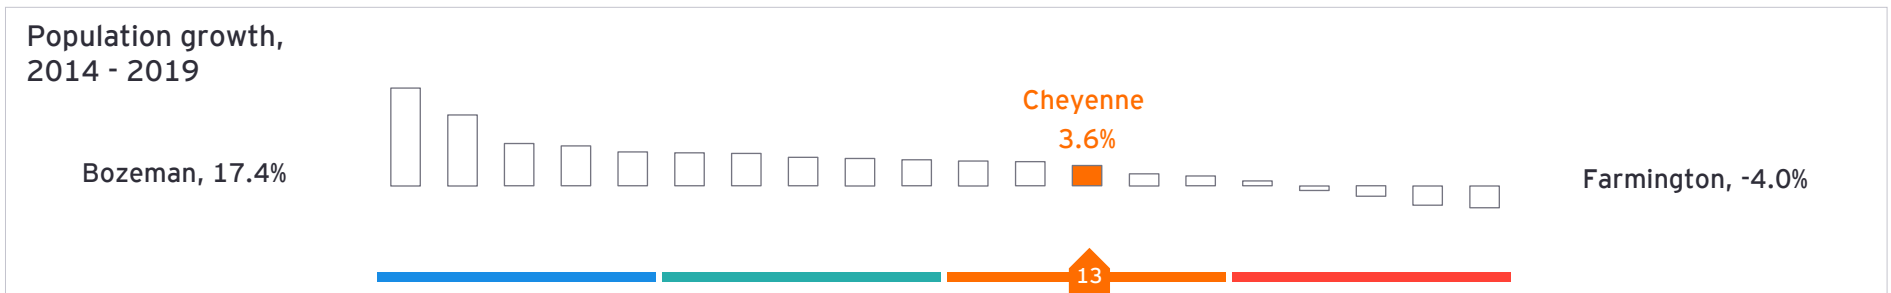 Population growth,
2014 - 2019
Cheyenne
3.6%
Bozeman, 17.4%
Farmington, -4.0%
13